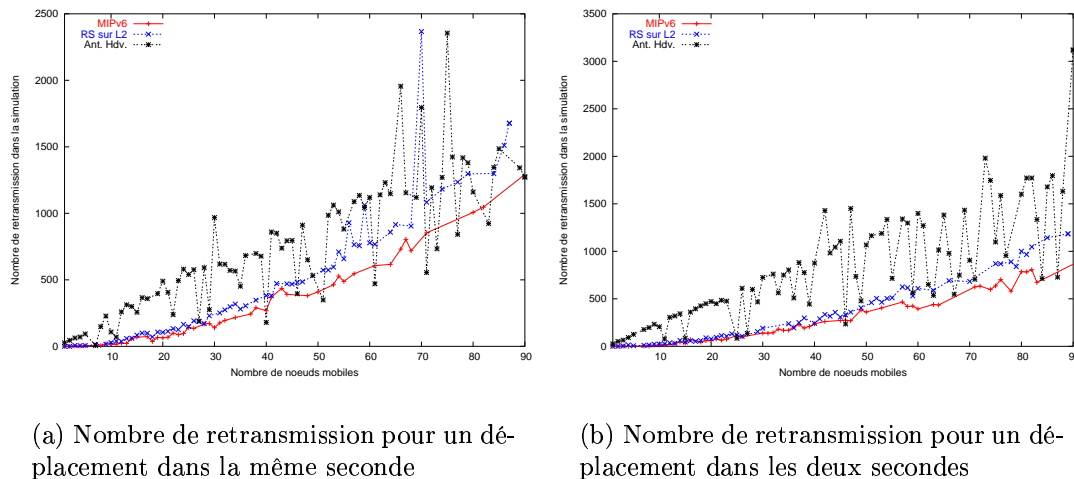 MIPv6
RS sur L2
Ant. Hdv.
2500
2000
1500
1000
500
0
10 20 30 40 50 60 70 80 90
Nombre de retransmission dans la simulation
Nombre de noeuds mobiles
(a) Nombre de retransmission pour un dé-
placement dans la même seconde
MIPv6
RS sur L2
Ant. Hdv.
3500
3000
2500
2000
1500
1000
500
0
10 20 30 40 50 60 70 80 90
Nombre de retransmission dans la simulation
Nombre de noeuds mobiles
(b) Nombre de retransmission pour un dé-
placement dans les deux secondes